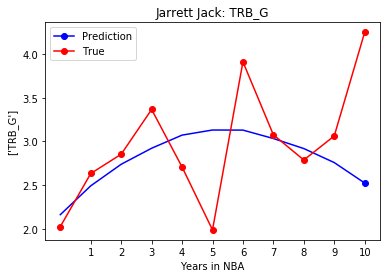 Jarrett Jack: TRB_G
Prediction
True
['TRB_G']
4.0
3.5
3.0
2.5
2.0
1 2 3 4 5 6 7 8 9 10
Years in NBA